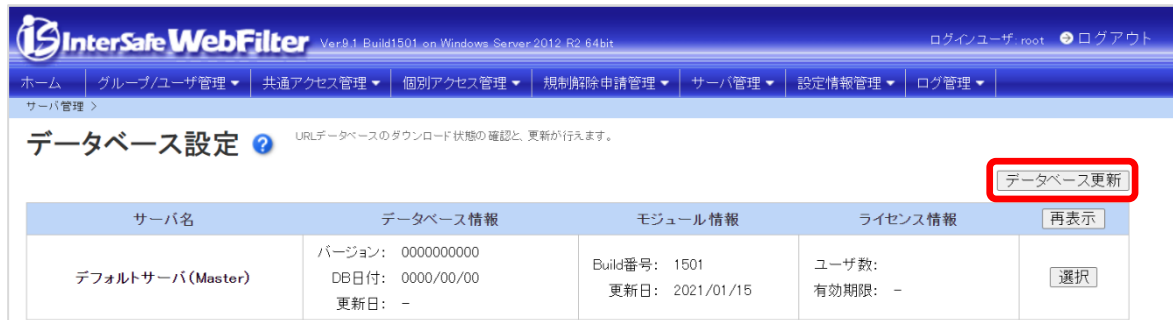 InterSafe WebFilter Ver.9.1 Build1501 on Windows Server 2012 R2 64bit ログインユーザ: root ログアウト
ホーム グループ/ユーザ管理▼ 共通アクセス管理▼ 個別アクセス管理▼ 規制解除申請管理▼ サーバ管理▼ 設定情報管理▼ ログ管理▼
サーバ管理 〉
データベース設定 ? URLデータベースのダウンロード状態の確認と、更新が行えます。
データベース更新
サーバ名 データベース情報 モジュール情報 ライセンス情報 再表示
バージョン: 0000000000
Build番号: 1501 ユーザ数:
デフォルトサーバ(Master) DB日付: 0000/00/00 選択
更新日: 2021/01/15 有効期限: -
更新日: -